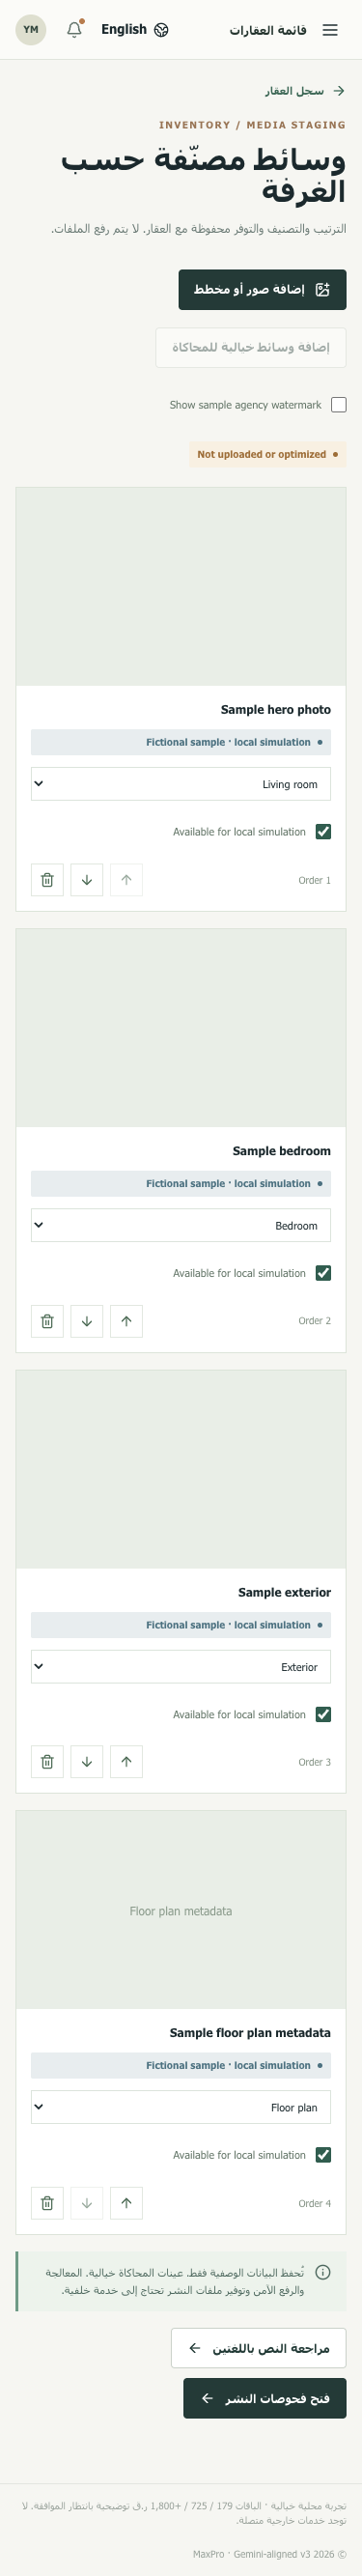 قائمة العقارات
English
YM
سجل العقار
INVENTORY / MEDIA STAGING
وسائط مصنّفة حسب
الغرفة
الترتيب والتصنيف والتوفر محفوظة مع العقار. لا يتم رفع الملفات.
إضافة صور أو مخطط
إضافة وسائط خيالية للمحاكاة
Show sample agency watermark
Not uploaded or optimized
Sample hero photo
Fictional sample · local simulation
Living room
Available for local simulation
Order 1
Sample bedroom
Fictional sample · local simulation
Bedroom
Available for local simulation
Order 2
Sample exterior
Fictional sample · local simulation
Exterior
Available for local simulation
Order 3
Floor plan metadata
Sample floor plan metadata
Fictional sample · local simulation
Floor plan
Available for local simulation
Order 4
تُحفظ البيانات الوصفية فقط. عينات المحاكاة خيالية. المعالجة
والرفع الآمن وتوفير ملفات النشر تحتاج إلى خدمة خلفية.
مراجعة النص باللغتين
فتح فحوصات النشر
تجربة محلية خيالية · الباقات 179 / 725 / +1,800 ر.ق توضيحية بانتظار الموافقة. لا
توجد خدمات خارجية متصلة.
© 2026 MaxPro · Gemini-aligned v3